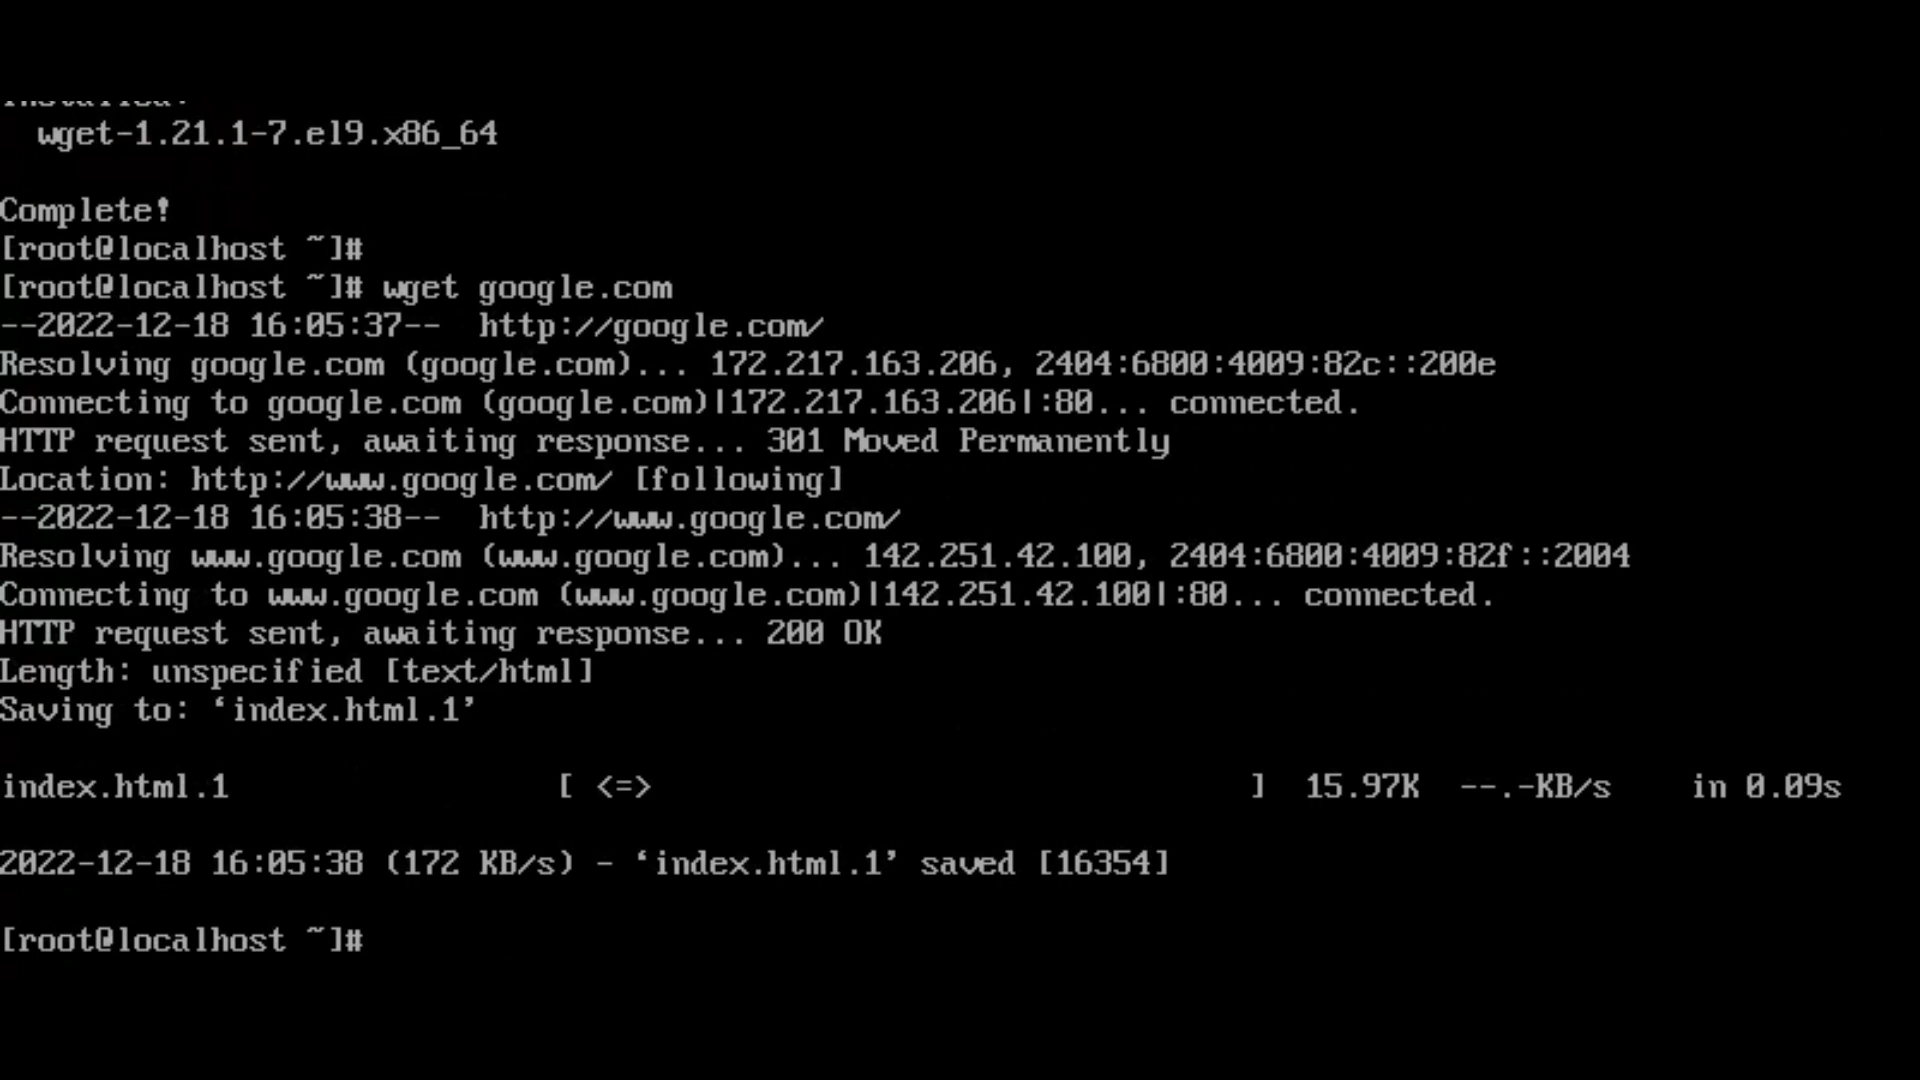 Installed:
  wget-1.21.1-7.el9.x86_64

Complete!
[root@localhost ~]#
[root@localhost ~]# wget google.com
--2022-12-18 16:05:37--  http://google.com/
Resolving google.com (google.com)... 172.217.163.206, 2404:6800:4009:82c::200e
Connecting to google.com (google.com)|172.217.163.206|:80... connected.
HTTP request sent, awaiting response... 301 Moved Permanently
Location: http://www.google.com/ [following]
--2022-12-18 16:05:38--  http://www.google.com/
Resolving www.google.com (www.google.com)... 142.251.42.100, 2404:6800:4009:82f::2004
Connecting to www.google.com (www.google.com)|142.251.42.100|:80... connected.
HTTP request sent, awaiting response... 200 OK
Length: unspecified [text/html]
Saving to: ‘index.html.1’

index.html.1                 [ <=>                                ]  15.97K  --.-KB/s    in 0.09s

2022-12-18 16:05:38 (172 KB/s) - ‘index.html.1’ saved [16354]

[root@localhost ~]#